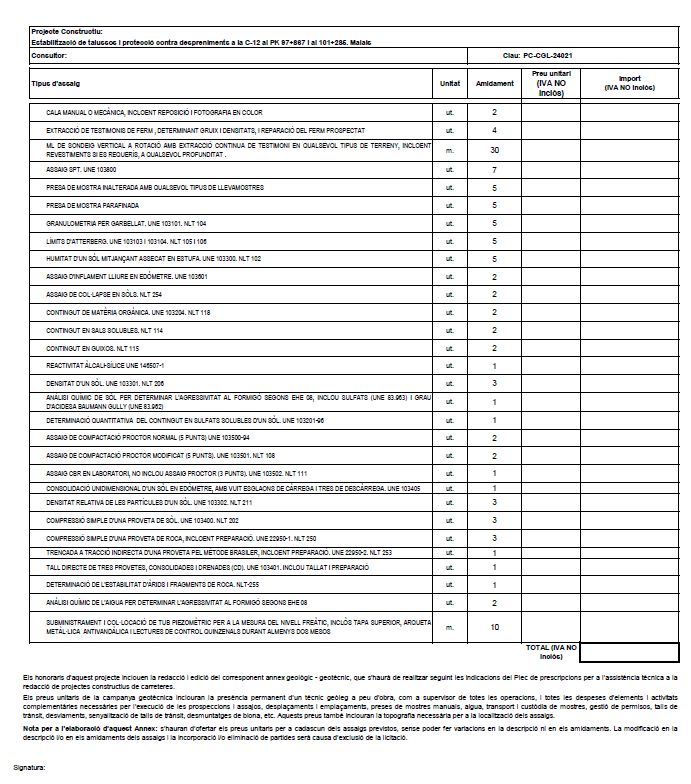 Projecte Constructiu:
Estabilització de talussos i protecció contra despreniments a la C-12 al PK 97+867 i al 101+285. Maials
Consultor: Clau: PC-CGL-24021
Tipus d'assaig Unitat Amidament Preu unitari (IVA NO inclòs) Import (IVA NO inclòs)
CALA MANUAL O MECÀNICA, INCLOENT REPOSICIÓ I FOTOGRAFIA EN COLOR ut. 2
EXTRACCIÓ DE TESTIMONIS DE FERM , DETERMINANT GRUIX I DENSITATS, I REPARACIÓ DEL FERM PROSPECTAT ut. 4
ML DE SONDEIG VERTICAL A ROTACIÓ AMB EXTRACCIÓ CONTINUA DE TESTIMONI EN QUALSEVOL TIPUS DE TERRENY, INCLOENT
REVESTIMENTS SI ES REQUERÍS, A QUALSEVOL PROFUNDITAT . m. 30
ASSAIG SPT. UNE 103800 ut. 7
PRESA DE MOSTRA INALTERADA AMB QUALSEVOL TIPUS DE LLEVAMOSTRES ut. 5
PRESA DE MOSTRA PARAFINADA ut. 5
GRANULOMETRIA PER GARBELLAT. UNE 103101. NLT 104 ut. 5
LÍMITS D'ATTERBERG. UNE 103103 I 103104. NLT 105 I 106 ut. 5
HUMITAT D'UN SÒL MITJANÇANT ASSECAT EN ESTUFA. UNE 103300. NLT 102 ut. 5
ASSAIG D'INFLAMENT LLIURE EN EDÒMETRE. UNE 103601 ut. 2
ASSAIG DE COL·LAPSE EN SÒLS. NLT 254 ut. 2
CONTINGUT DE MATÈRIA ORGÀNICA. UNE 103204. NLT 118 ut. 2
CONTINGUT EN SALS SOLUBLES. NLT 114 ut. 2
CONTINGUT EN GUIXOS. NLT 115 ut. 2
REACTIVITAT ÀLCALI-SÍLICE UNE 146507-1 ut. 1
DENSITAT D'UN SÒL. UNE 103301. NLT 206 ut. 3
ANÀLISI QUÍMIC DE SÒL PER DETERMINAR L'AGRESSIVITAT AL FORMIGÓ SEGONS EHE 08, INCLOU SULFATS (UNE 83.963) I GRAU
D'ACIDESA BAUMANN GULLY (UNE 83.962) ut. 1
DETERMINACIÓ QUANTITATIVA DEL CONTINGUT EN SULFATS SOLUBLES D'UN SÒL. UNE 103201-96 ut. 1
ASSAIG DE COMPACTACIÓ PROCTOR NORMAL (5 PUNTS) UNE 103500-94 ut. 2
ASSAIG DE COMPACTACIÓ PROCTOR MODIFICAT (5 PUNTS). UNE 103501. NLT 108 ut. 2
ASSAIG CBR EN LABORATORI, NO INCLOU ASSAIG PROCTOR (3 PUNTS). UNE 103502. NLT 111 ut. 1
CONSOLIDACIÓ UNIDIMENSIONAL D'UN SÒL EN EDÒMETRE, AMB VUIT ESGLAONS DE CÀRREGA I TRES DE DESCÀRREGA. UNE 103405 ut. 1
DENSITAT RELATIVA DE LES PARTÍCULES D'UN SÒL. UNE 103302. NLT 211 ut. 3
COMPRESSIÓ SIMPLE D'UNA PROVETA DE SÒL. UNE 103400. NLT 202 ut. 3
COMPRESSIÓ SIMPLE D'UNA PROVETA DE ROCA, INCLOENT PREPARACIÓ. UNE 22950-1. NLT 250 ut. 3
TRENCADA A TRACCIÓ INDIRECTA D'UNA PROVETA PEL MÈTODE BRASILER, INCLOENT PREPARACIÓ. UNE 22950-2. NLT 253 ut. 1
TALL DIRECTE DE TRES PROVETES, CONSOLIDADES I DRENADES (CD). UNE 103401. INCLOU TALLAT I PREPARACIÓ ut. 1
DETERMINACIÓ DE L'ESTABILITAT D'ÀRIDS I FRAGMENTS DE ROCA. NLT-255 ut. 1
ANÀLISI QUÍMIC DE L'AIGUA PER DETERMINAR L'AGRESSIVITAT AL FORMIGÓ SEGONS EHE 08 ut. 2
SUBMINISTRAMENT I COL·LOCACIÓ DE TUB PIEZOMÈTRIC PER A LA MESURA DEL NIVELL FREÀTIC, INCLÒS TAPA SUPERIOR, ARQUETA
METAL·LICA ANTIVANDÀLICA I LECTURES DE CONTROL QUINZENALS DURANT ALMENYS DOS MESOS m. 10
TOTAL (IVA NO inclòs)
Els honoraris d'aquest projecte inclouen la redacció i edició del corresponent annex geològic - geotècnic, que s'haurà de realitzar seguint les indicacions del Plec de prescripcions per a l'assistència tècnica a la
redacció de projectes constructius de carreteres.
Els preus unitaris de la campanya geotècnica inclouran la presència permanent d'un tècnic geòleg a peu d'obra, com a supervisor de totes les operacions, i totes les despeses d'elements i activitats
complementàries necessàries per l'execució de les prospeccions i assajos, desplaçaments i emplaçaments, preses de mostres manuals, aigua, transport i custòdia de mostres, gestió de permisos, talls de
trànsit, desviaments, senyalització de talls de trànsit, desmuntatges de biona, etc. Aquests preus també inclouran la topografia necessària per a la localització dels assaigs.
Nota per a l'elaboració d'aquest Annex: s'hauran d'ofertar els preus unitaris per a cadascun dels assaigs previstos, sense poder fer variacions en la descripció ni en els amidaments. La modificació en la
descripció i/o en els amidaments dels assaigs i la incorporació i/o eliminació de partides serà causa d'exclusió de la licitació.
Signatura: